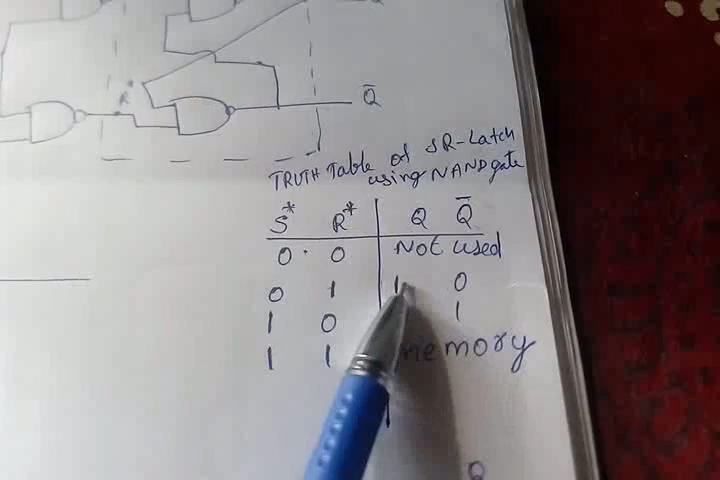 Q̄
R*
TRUTH Table of SR-Latch
using NAND gate
S* R* Q Q̄
0 0 Not used
0 1 1 0
1 0 1
1 1 memory
Q